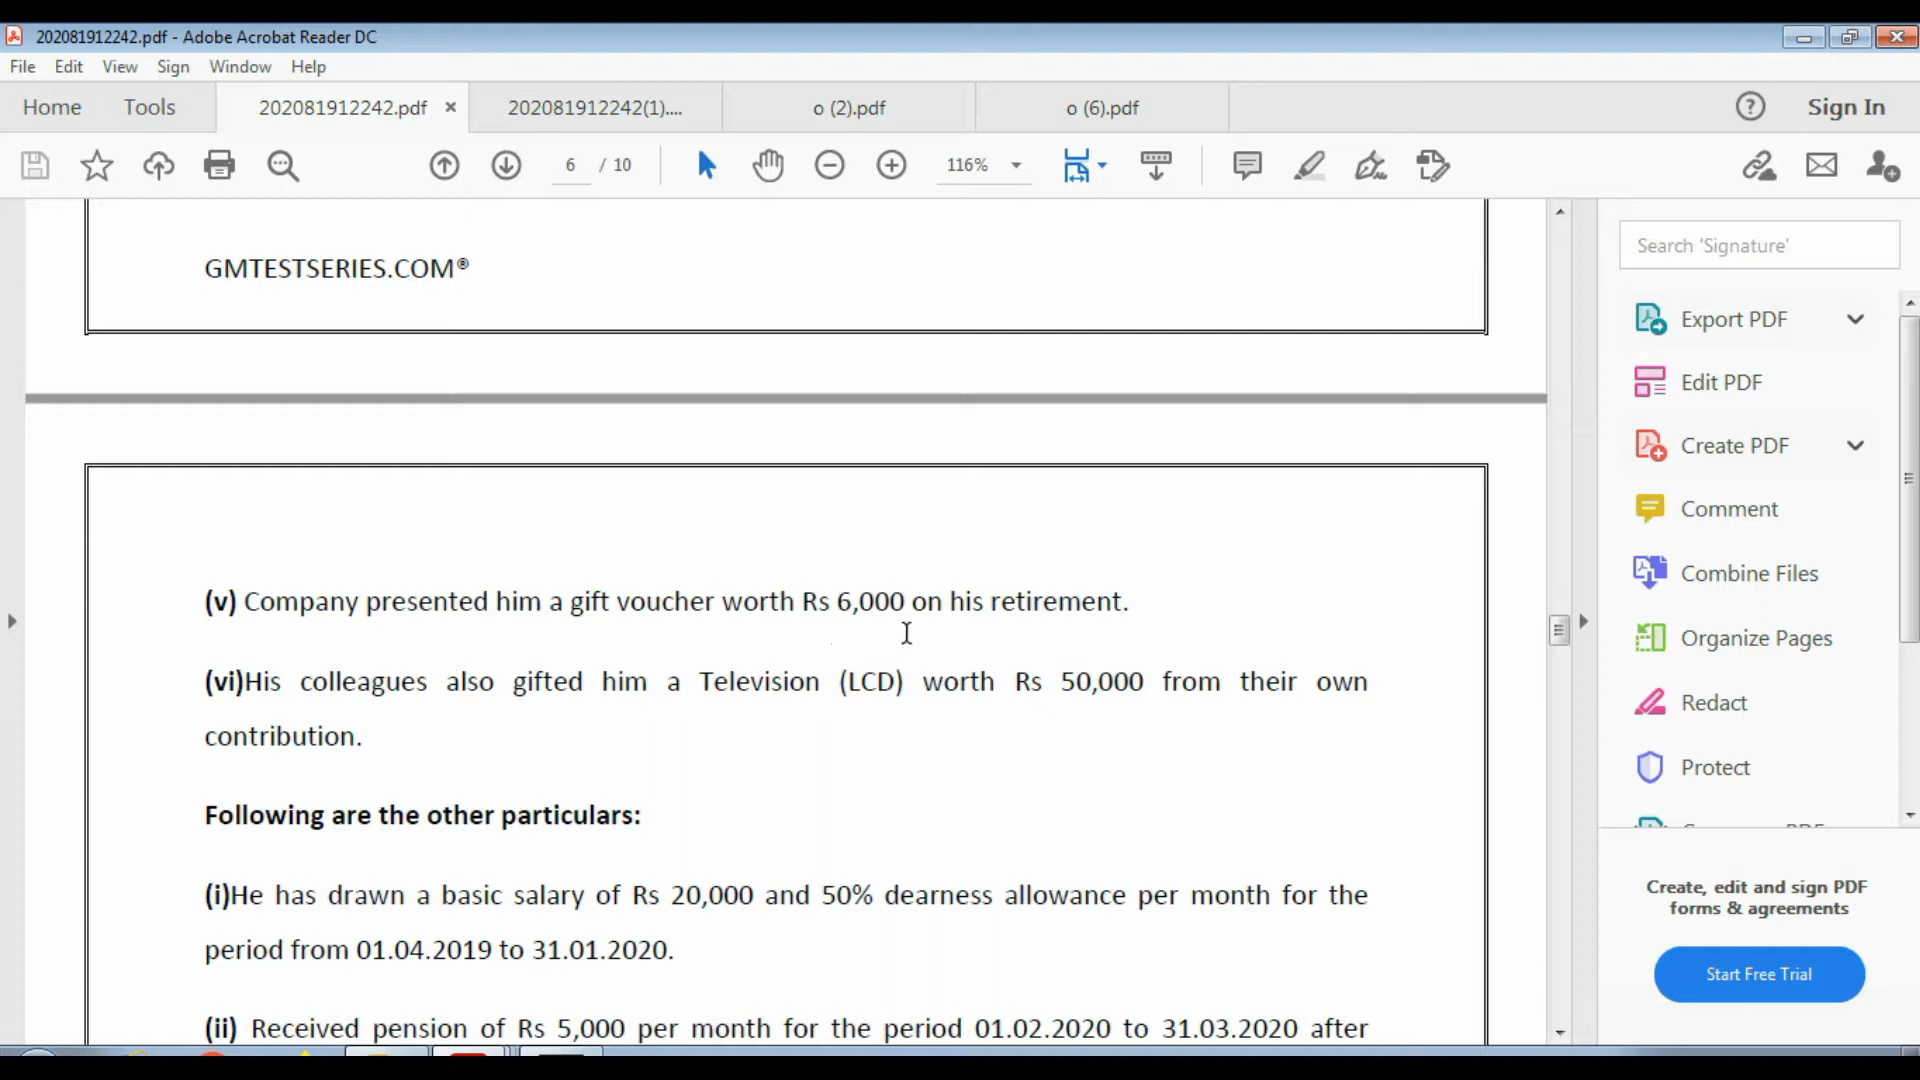 202081912242.pdf - Adobe Acrobat Reader DC
File Edit View Sign Window Help
Home Tools 202081912242.pdf × 202081912242(1).... o (2).pdf o (6).pdf ? Sign In
6 / 10 116%
Search 'Signature'
GMTESTSERIES.COM®
Export PDF
Edit PDF
Create PDF
Comment
Combine Files
Organize Pages
Redact
Protect
(v) Company presented him a gift voucher worth Rs 6,000 on his retirement.
(vi)His colleagues also gifted him a Television (LCD) worth Rs 50,000 from their own
contribution.
Following are the other particulars:
(i)He has drawn a basic salary of Rs 20,000 and 50% dearness allowance per month for the
period from 01.04.2019 to 31.01.2020.
(ii) Received pension of Rs 5,000 per month for the period 01.02.2020 to 31.03.2020 after
Create, edit and sign PDF
forms & agreements
Start Free Trial